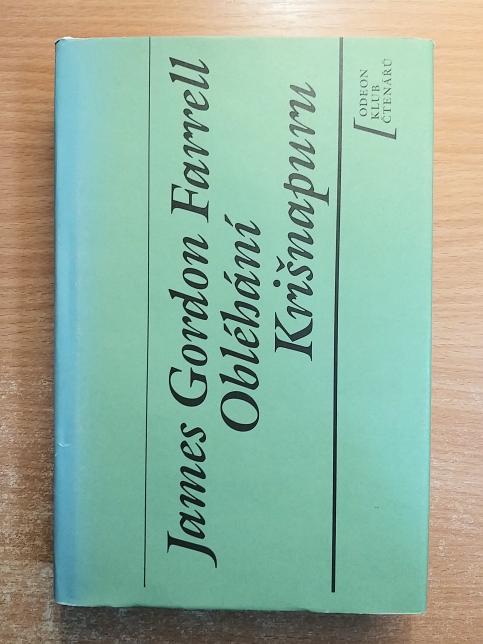 James Gordon Farrell
Obléhání
Krišnapuru
ODEON
KLUB
ČTENÁŘŮ